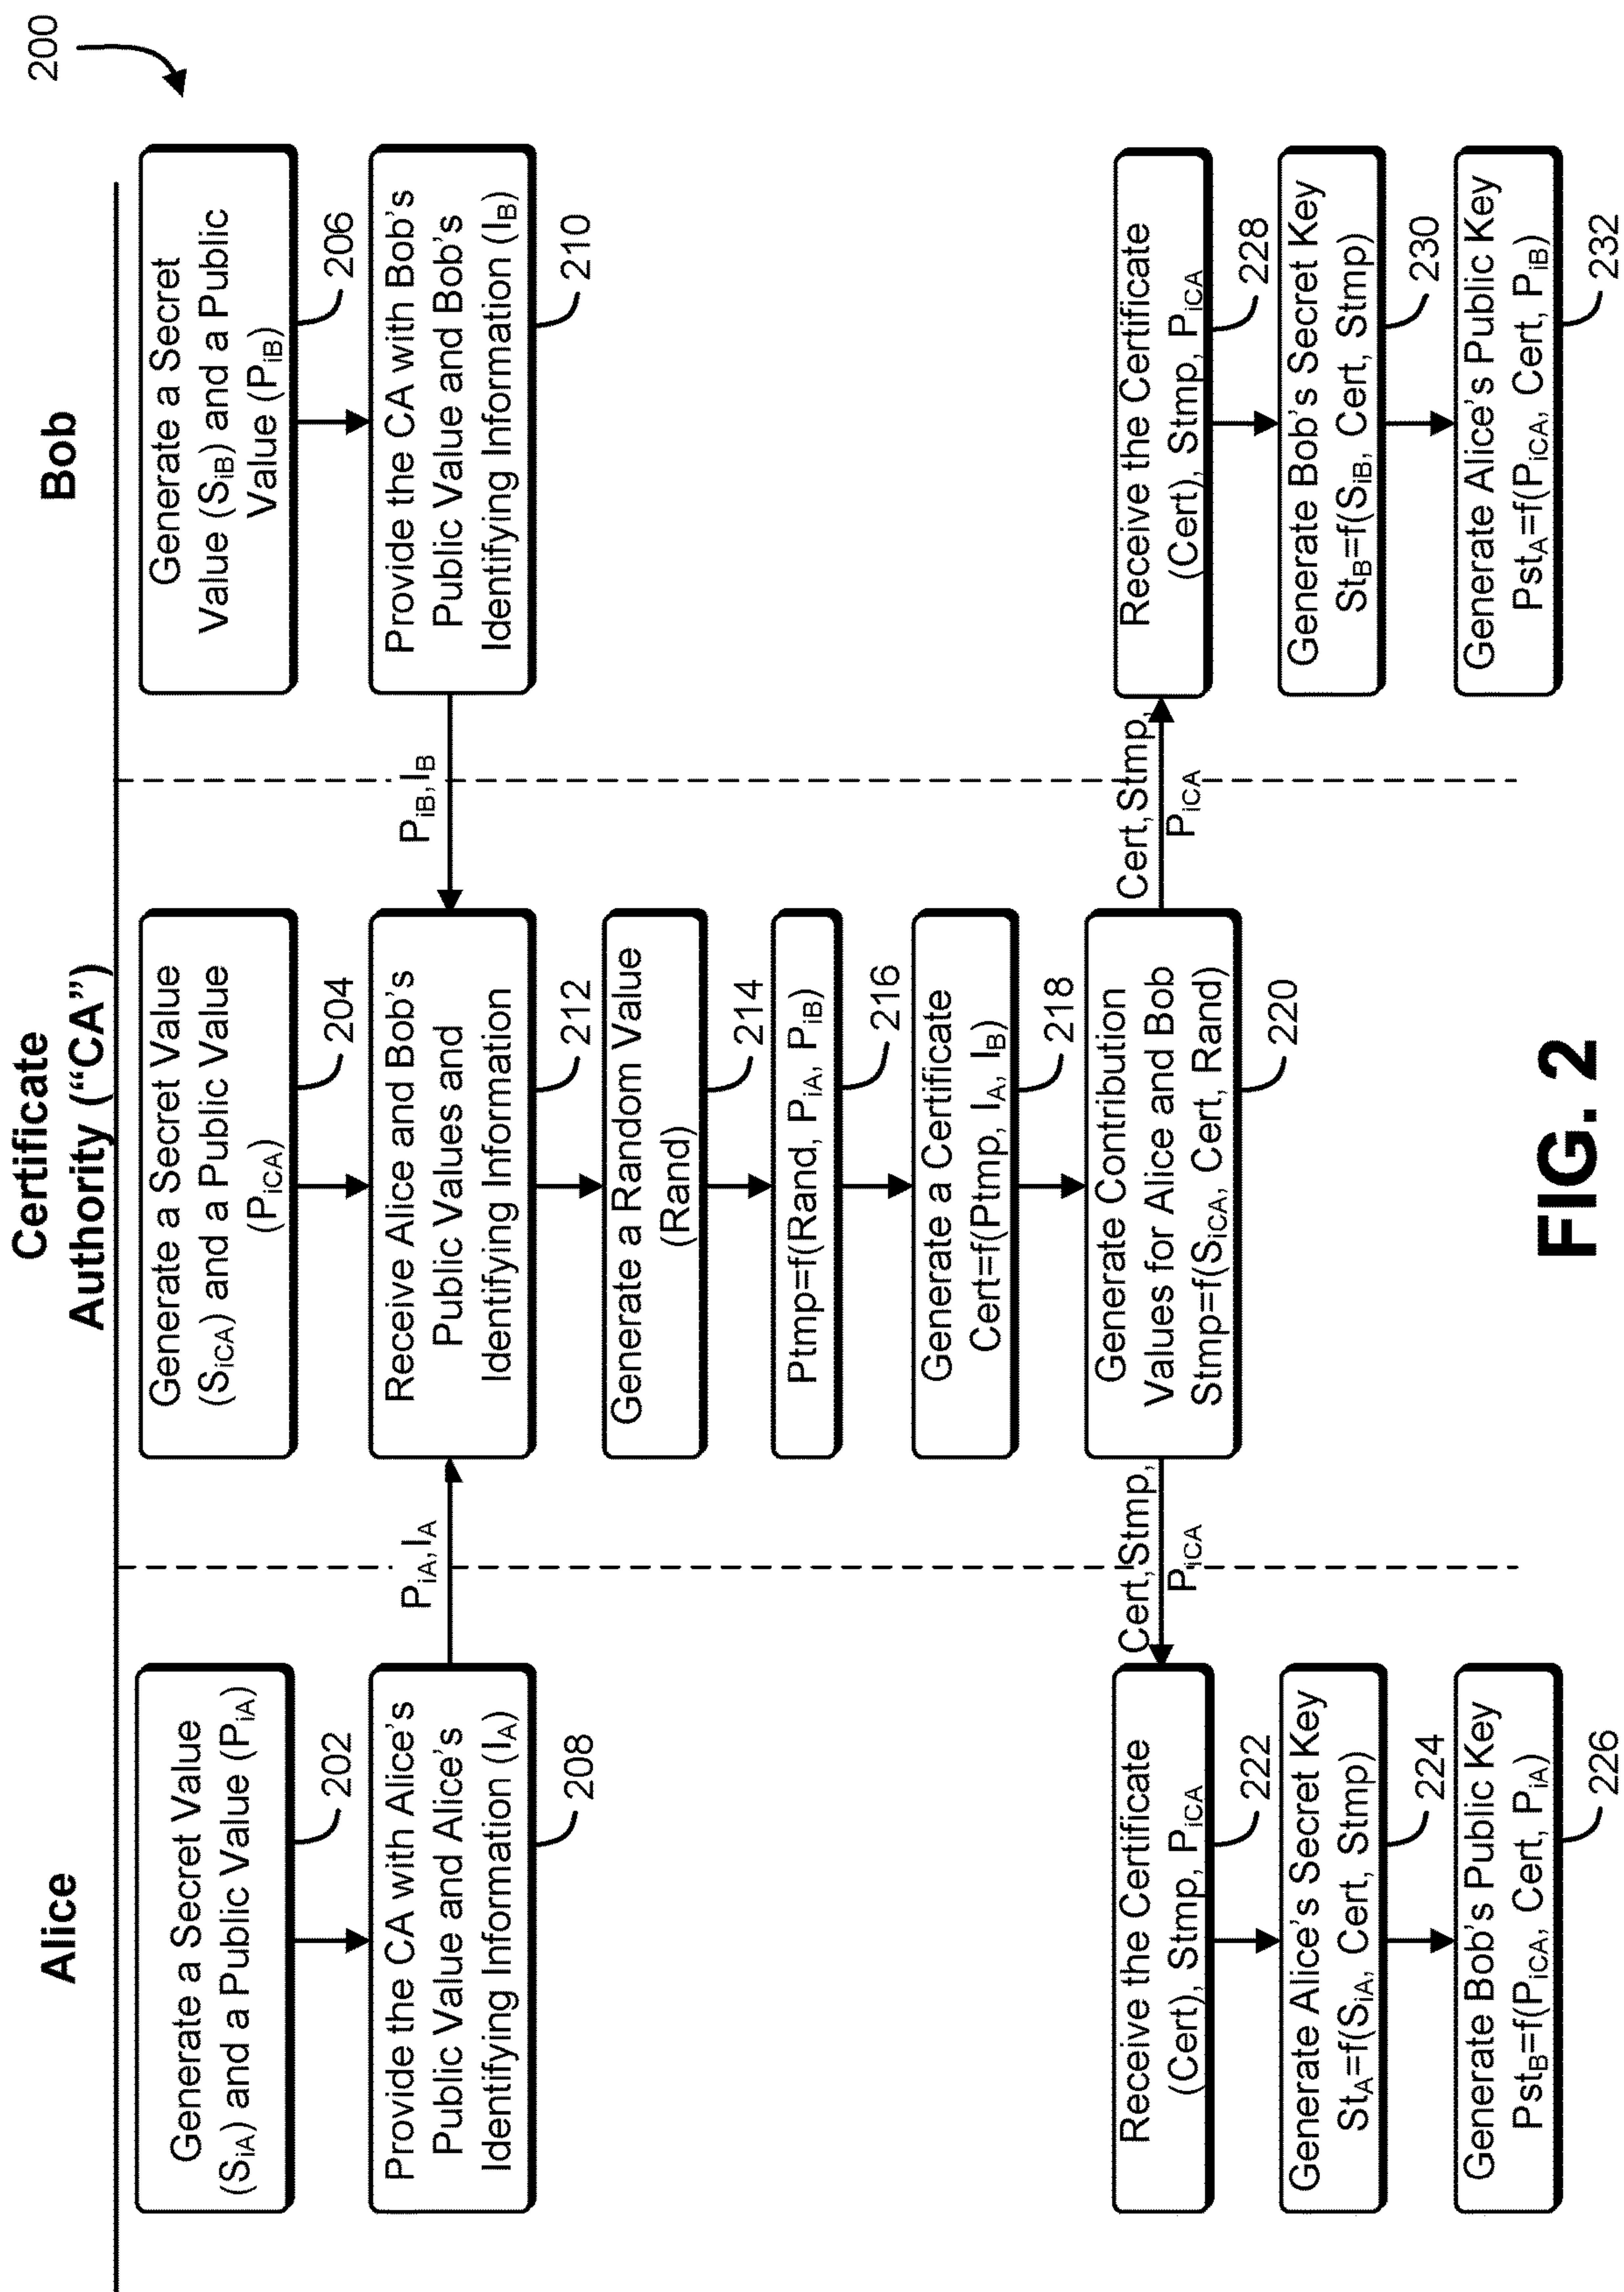 200
Alice
Certificate
Authority (“CA”)
Bob
Generate a Secret Value
(SiA) and a Public Value (PiA)
202
Generate a Secret Value
(SiCA) and a Public Value
(PiCA)
204
Generate a Secret
Value (SiB) and a Public
Value (PiB)
206
Provide the CA with Alice's
Public Value and Alice's
Identifying Information (IA)
208
PiA, IA
Receive Alice and Bob's
Public Values and
Identifying Information
212
PiB, IB
Provide the CA with Bob's
Public Value and Bob's
Identifying Information (IB)
210
Generate a Random Value
(Rand)
214
Ptmp=f(Rand, PiA, PiB)
216
Generate a Certificate
Cert=f(Ptmp, IA, IB)
218
Generate Contribution
Values for Alice and Bob
Stmp=f(SiCA, Cert, Rand)
220
Cert, Stmp,
PiCA
Cert, Stmp,
PiCA
Receive the Certificate
(Cert), Stmp, PiCA
222
Generate Alice's Secret Key
StA=f(SiA, Cert, Stmp)
224
Generate Bob's Public Key
PstB=f(PiCA, Cert, PiA)
226
Receive the Certificate
(Cert), Stmp, PiCA
228
Generate Bob's Secret Key
StB=f(SiB, Cert, Stmp)
230
Generate Alice's Public Key
PstA=f(PiCA, Cert, PiB)
232
FIG. 2